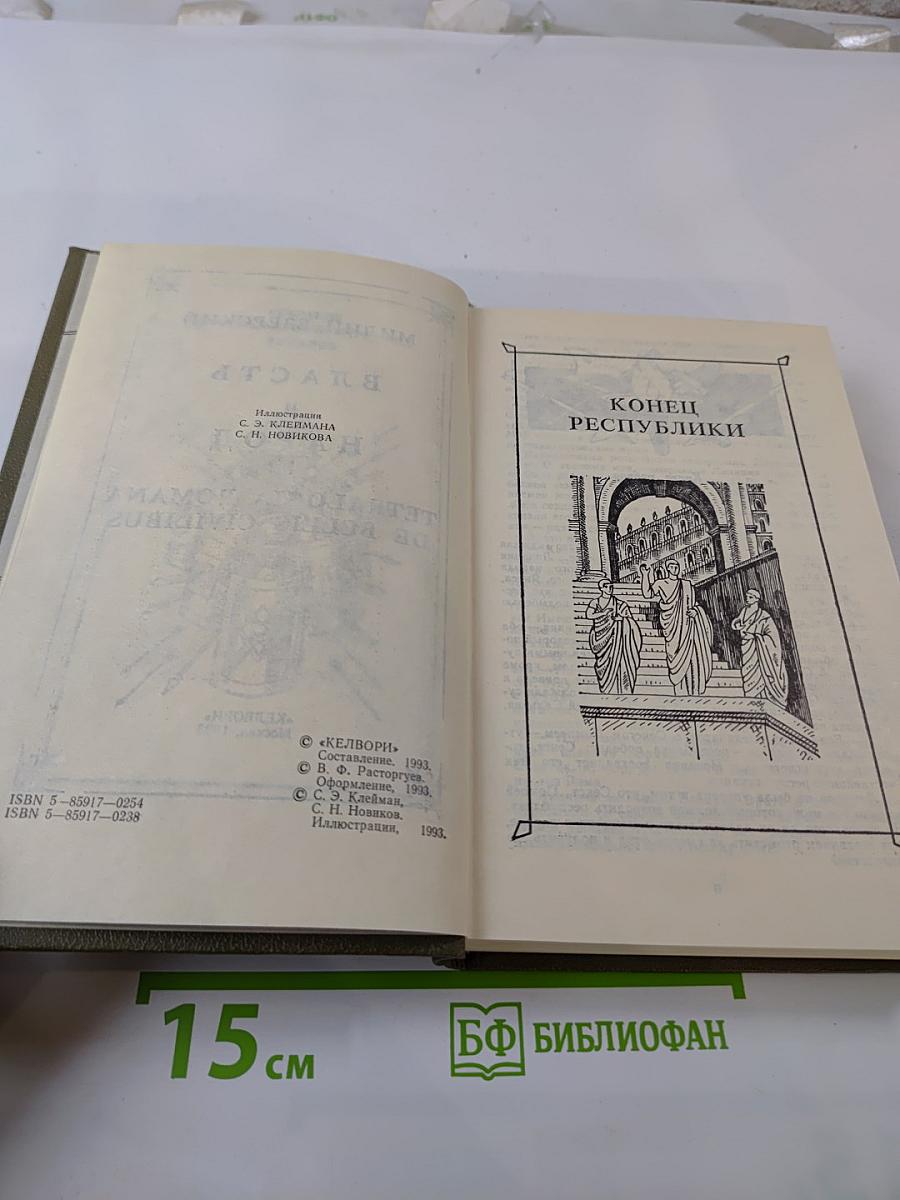 Иллюстрации
С. Э. КЛЕЙМАНА
С. Н. НОВИКОВА
© «КЕЛВОРИ»
Составление. 1993.
© В. Ф. Расторгуев.
Оформление, 1993.
© С. Э. Клейман,
С. Н. Новиков.
Иллюстрации, 1993.
ISBN 5—85917—0254
ISBN 5—85917—0238
КОНЕЦ
РЕСПУБЛИКИ
15 см
БФ БИБЛИОФАН